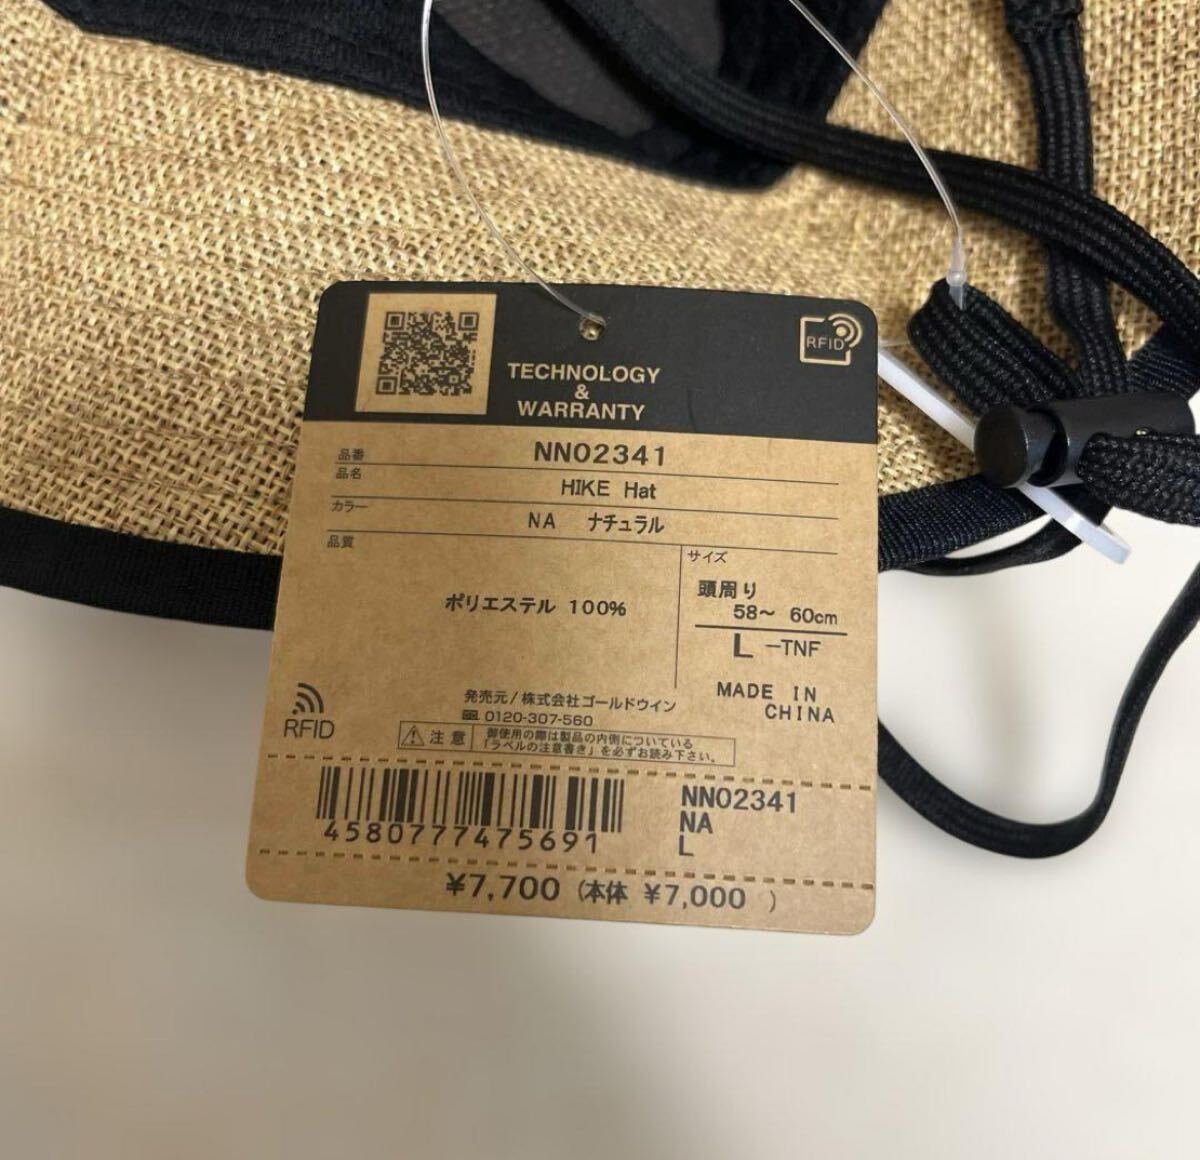 TECHNOLOGY
&
WARRANTY
RFID
品番 NN02341
品名 HIKE Hat
カラー NA ナチュラル
品質
ポリエステル 100%
サイズ
頭周り
58～ 60cm
L -TNF
MADE IN
CHINA
発売元/株式会社ゴールドウイン
0120-307-560
RFID
注意
御使用の際は製品の内側についている
「ラベルの注意書き」を必ずお読み下さい。
4580777475691
NN02341
NA
L
¥7,700 (本体 ¥7,000 )